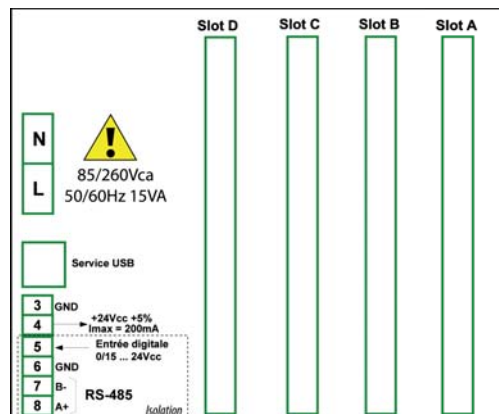 Slot D Slot C Slot B Slot A
N
L
85/260Vca
50/60Hz 15VA
Service USB
3 GND
4 +24Vcc +5%
Imax = 200mA
5 Entrée digitale
0/15 ... 24Vcc
6 GND
7 B-
RS-485
8 A+
Isolation